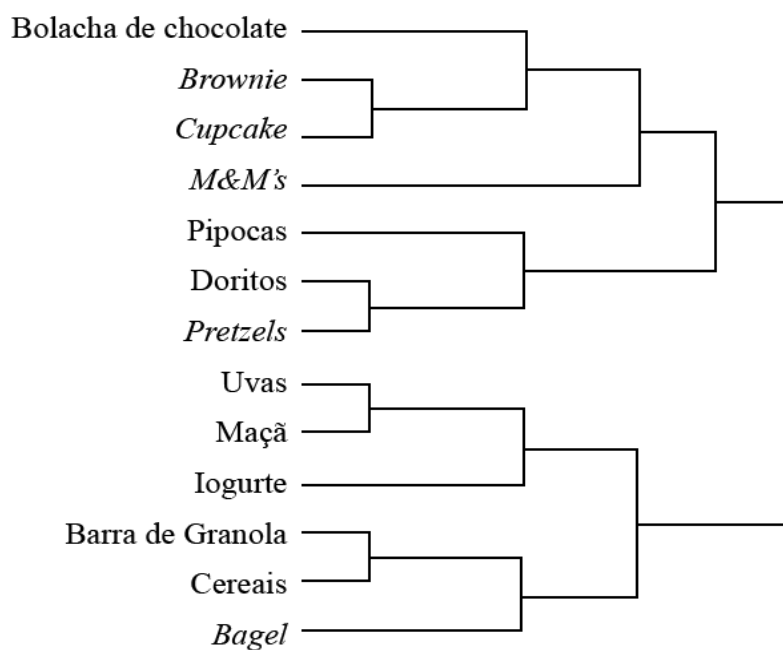 Bolacha de chocolate
Brownie
Cupcake
M&M’s
Pipocas
Doritos
Pretzels
Uvas
Maçã
Iogurte
Barra de Granola
Cereais
Bagel